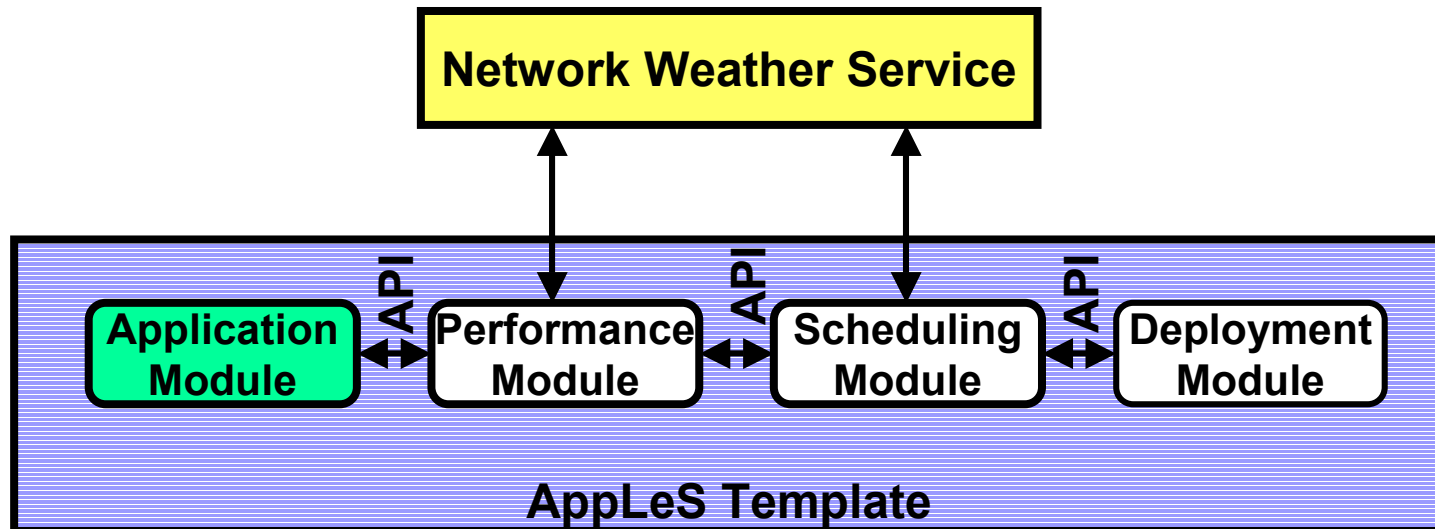 Network Weather Service
API
API
API
Application
Module
Performance
Module
Scheduling
Module
Deployment
Module
AppLeS Template